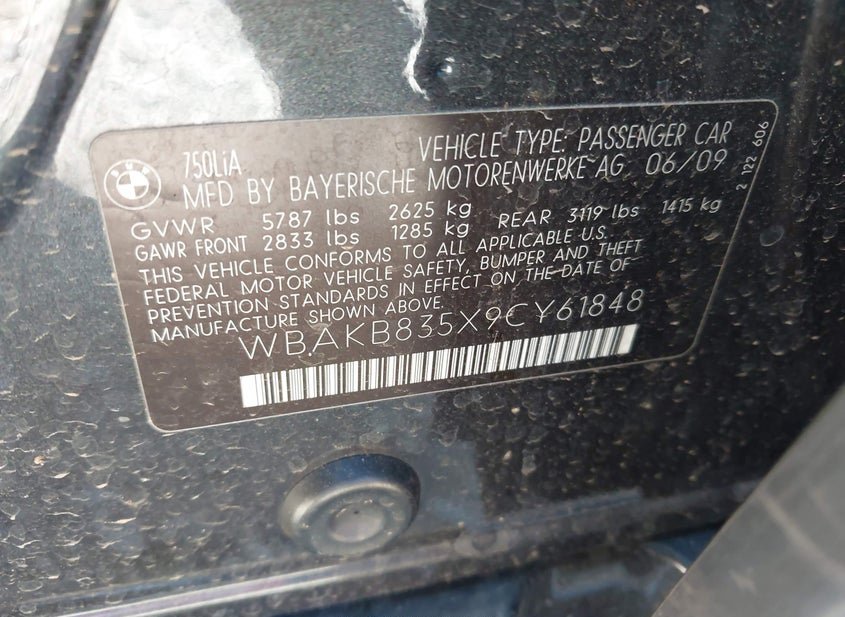 750LiA VEHICLE TYPE: PASSENGER CAR
MFD BY BAYERISCHE MOTORENWERKE AG 06/09
GVWR 5787 lbs 2625 kg
GAWR FRONT 2833 lbs 1285 kg REAR 3119 lbs 1415 kg
THIS VEHICLE CONFORMS TO ALL APPLICABLE U.S.
FEDERAL MOTOR VEHICLE SAFETY, BUMPER AND THEFT
PREVENTION STANDARDS IN EFFECT ON THE DATE OF
MANUFACTURE SHOWN ABOVE.
WBAKB835X9CY61848
2 122 606